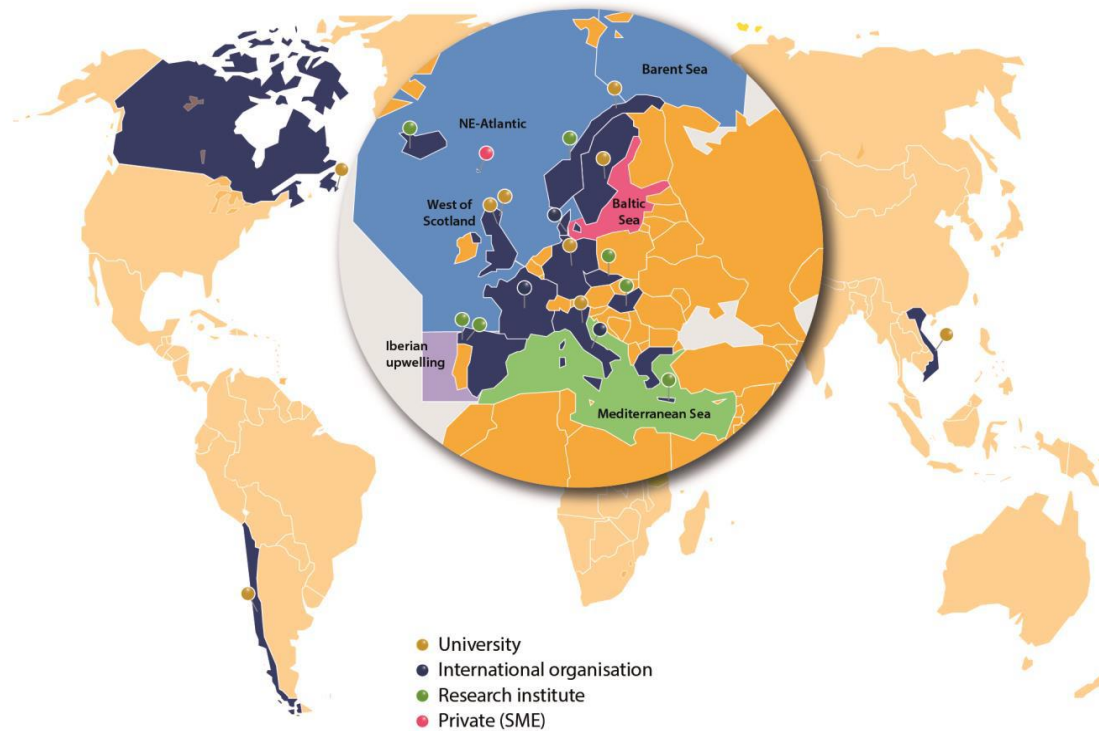 Barent Sea
NE-Atlantic
West of
Scotland
Baltic
Sea
Iberian
upwelling
Mediterranean Sea
University
International organisation
Research institute
Private (SME)